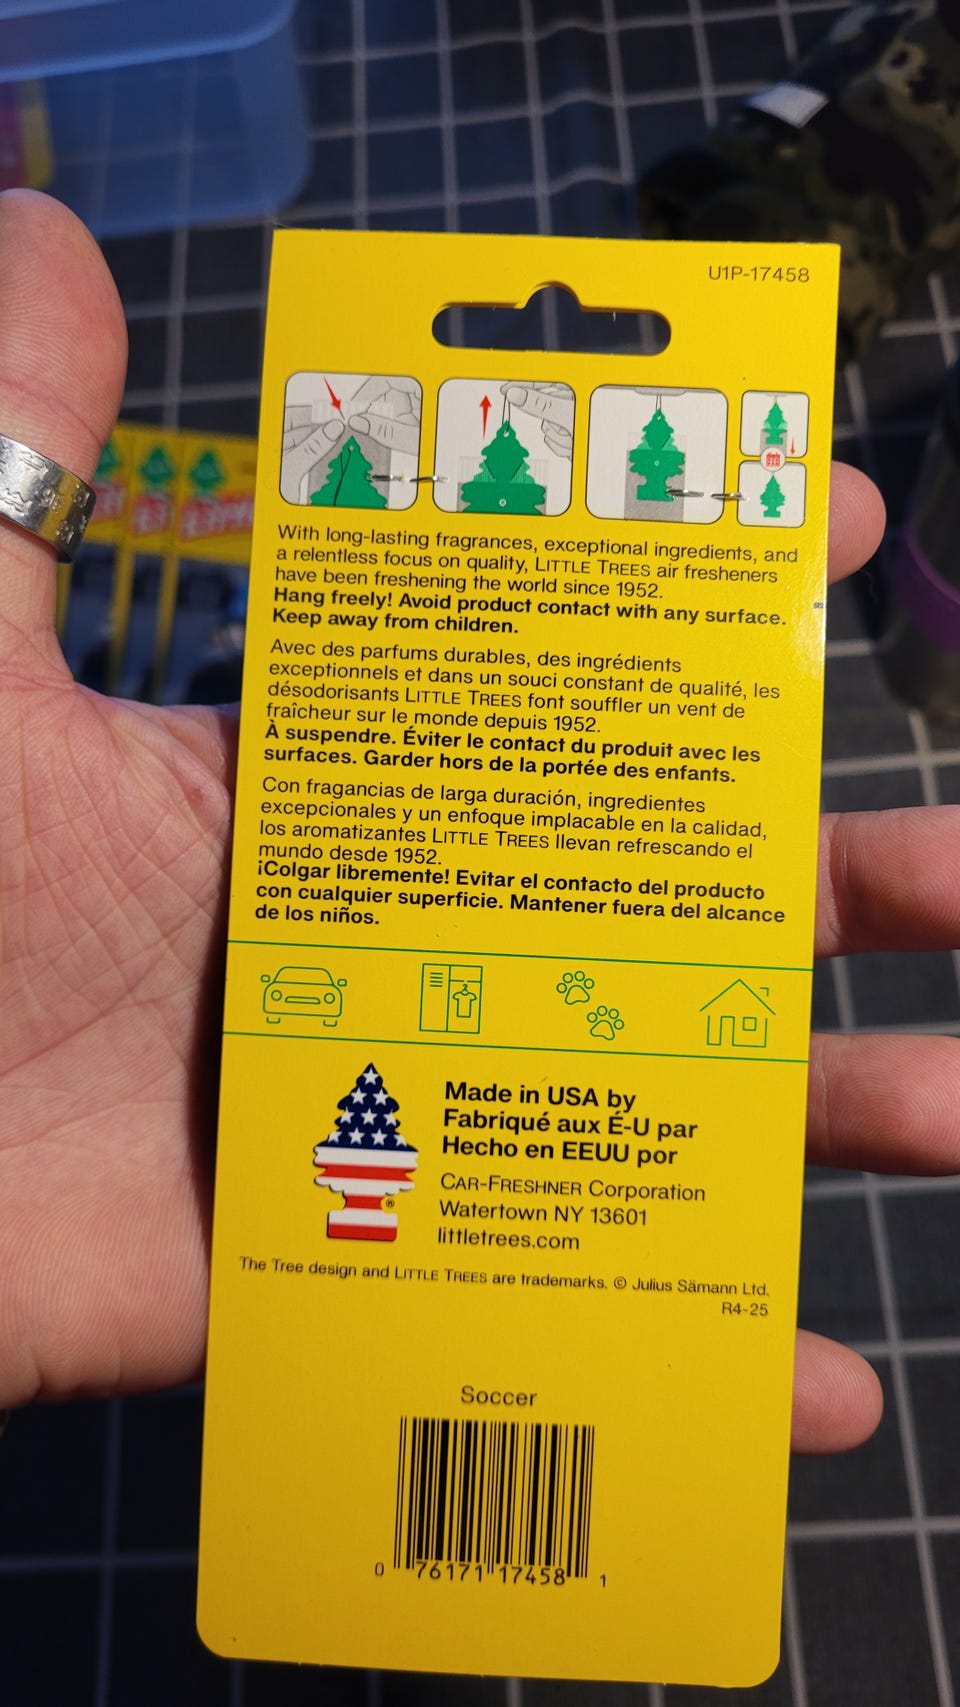 U1P-17458
With long-lasting fragrances, exceptional ingredients, and
a relentless focus on quality, LITTLE TREES air fresheners
have been freshening the world since 1952.
Hang freely! Avoid product contact with any surface.
Keep away from children.
Avec des parfums durables, des ingrédients
exceptionnels et dans un souci constant de qualité, les
désodorisants LITTLE TREES font souffler un vent de
fraîcheur sur le monde depuis 1952.
À suspendre. Éviter le contact du produit avec les
surfaces. Garder hors de la portée des enfants.
Con fragancias de larga duración, ingredientes
excepcionales y un enfoque implacable en la calidad,
los aromatizantes LITTLE TREES llevan refrescando el
mundo desde 1952.
¡Colgar libremente! Evitar el contacto del producto
con cualquier superficie. Mantener fuera del alcance
de los niños.
Made in USA by
Fabriqué aux É-U par
Hecho en EEUU por
CAR-FRESHNER Corporation
Watertown NY 13601
littletrees.com
®
The Tree design and LITTLE TREES are trademarks. © Julius Sämann Ltd.
R4-25
Soccer
0 76171 17458 1